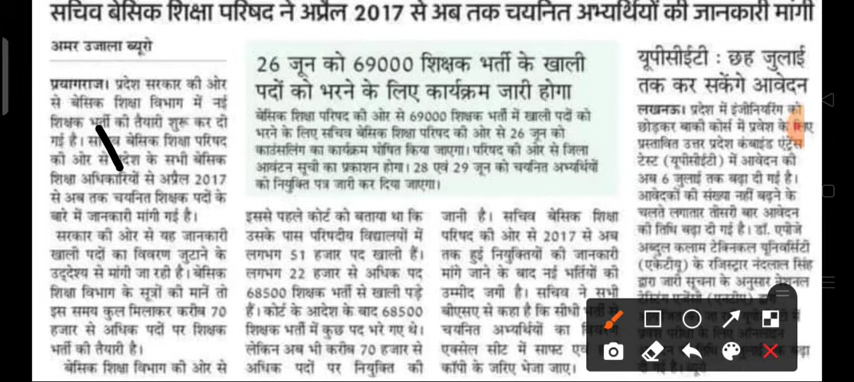 सचिव बेसिक शिक्षा परिषद ने अप्रैल 2017 से अब तक चयनित अभ्यर्थियों की जानकारी मांगी
अमर उजाला ब्यूरो
प्रयागराज। प्रदेश सरकार की ओर
से बेसिक शिक्षा विभाग में नई
शिक्षक भर्ती की तैयारी शुरू कर दी
गई है। सचिव बेसिक शिक्षा परिषद
की ओर से प्रदेश के सभी बेसिक
शिक्षा अधिकारियों से अप्रैल 2017
से अब तक चयनित शिक्षक पदों के
बारे में जानकारी मांगी गई है।
सरकार की ओर से यह जानकारी
खाली पदों का विवरण जुटाने के
उद्देश्य से मांगी जा रही है। बेसिक
शिक्षा विभाग के सूत्रों की मानें तो
इस समय कुल मिलाकर करीब 70
हजार से अधिक पदों पर शिक्षक
भर्ती की तैयारी है।
बेसिक शिक्षा विभाग की ओर से
26 जून को 69000 शिक्षक भर्ती के खाली
पदों को भरने के लिए कार्यक्रम जारी होगा
बेसिक शिक्षा परिषद की ओर से 69000 शिक्षक भर्ती में खाली पदों को
भरने के लिए सचिव बेसिक शिक्षा परिषद की ओर से 26 जून को
काउंसलिंग का कार्यक्रम घोषित किया जाएगा। परिषद की ओर से जिला
आवंटन सूची का प्रकाशन होगा। 28 एवं 29 जून को चयनित अभ्यर्थियों
को नियुक्ति पत्र जारी कर दिया जाएगा।
इससे पहले कोर्ट को बताया था कि
उसके पास परिषदीय विद्यालयों में
लगभग 51 हजार पद खाली हैं।
लगभग 22 हजार से अधिक पद
68500 शिक्षक भर्ती से खाली पड़े
हैं। कोर्ट के आदेश के बाद 68500
शिक्षक भर्ती में कुछ पद भरे गए थे।
लेकिन अब भी करीब 70 हजार से
अधिक पदों पर नियुक्ति की
जानी है। सचिव बेसिक शिक्षा
परिषद की ओर से 2017 से अब
तक हुई नियुक्तियों की जानकारी
मांगे जाने के बाद नई भर्तियों की
उम्मीद जगी है। सचिव ने सभी
बीएसए से कहा है कि सीधी भर्ती से
चयनित अभ्यर्थियों का
एक्सेल सीट में साफ्ट एवं
कॉपी के जरिए भेजा जाए।
यूपीसीईटी : छह जुलाई
तक कर सकेंगे आवेदन
लखनऊ। प्रदेश में इंजीनियरिंग को
छोड़कर बाकी कोर्स में प्रवेश के लिए
प्रस्तावित उत्तर प्रदेश कंबाइंड एंट्रेंस
टेस्ट (यूपीसीईटी) में आवेदन की
अब 6 जुलाई तक बढ़ा दी गई है।
आवेदकों की संख्या नहीं बढ़ने के
चलते लगातार तीसरी बार आवेदन
की तिथि बढ़ा दी गई है। डॉ. एपीजे
अब्दुल कलाम टेक्निकल यूनिवर्सिटी
(एकेटीयू) के रजिस्ट्रार नंदलाल सिंह
द्वारा जारी सूचना के अनुसार नेशनल